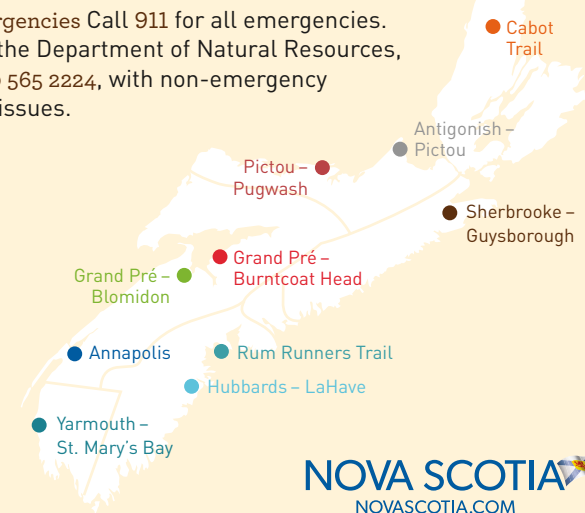 Call 911 for all emergencies.
the Department of Natural Resources,
565 2224, with non-emergency
issues.
Cabot
Trail
Antigonish –
Pictou
Pictou –
Pugwash
Sherbrooke –
Guysborough
Grand Pré –
Burntcoat Head
Grand Pré –
Blomidon
Annapolis
Rum Runners Trail
Hubbards – LaHave
Yarmouth –
St. Mary's Bay
NOVA SCOTIA
NOVASCOTIA.COM